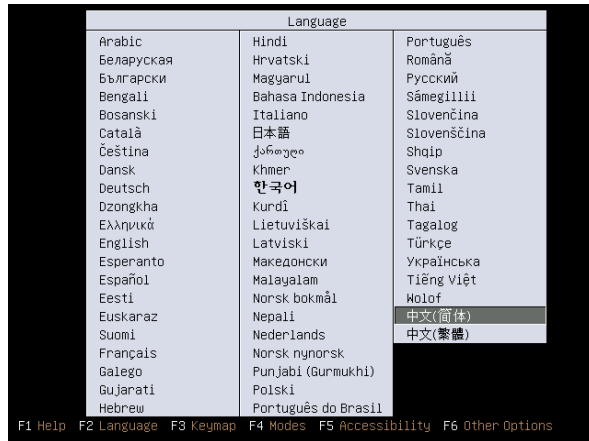 Language
Arabic
Беларуская
Български
Bengali
Bosanski
Català
Čeština
Dansk
Deutsch
Dzongkha
Ελληνικά
English
Esperanto
Español
Eesti
Euskaraz
Suomi
Français
Galego
Gujarati
Hebrew
Hindi
Hrvatski
Magyarul
Bahasa Indonesia
Italiano
日本語
ქართული
Khmer
한국어
Kurdî
Lietuviškai
Latviski
Македонски
Malayalam
Norsk bokmål
Nepali
Nederlands
Norsk nynorsk
Punjabi (Gurmukhi)
Polski
Português do Brasil
Português
Română
Русский
Sámegillii
Slovenčina
Slovenščina
Shqip
Svenska
Tamil
Thai
Tagalog
Türkçe
Українська
Tiếng Việt
Wolof
中文(简体)
中文(繁體)
F1 Help F2 Language F3 Keymap F4 Modes F5 Accessibility F6 Other Options